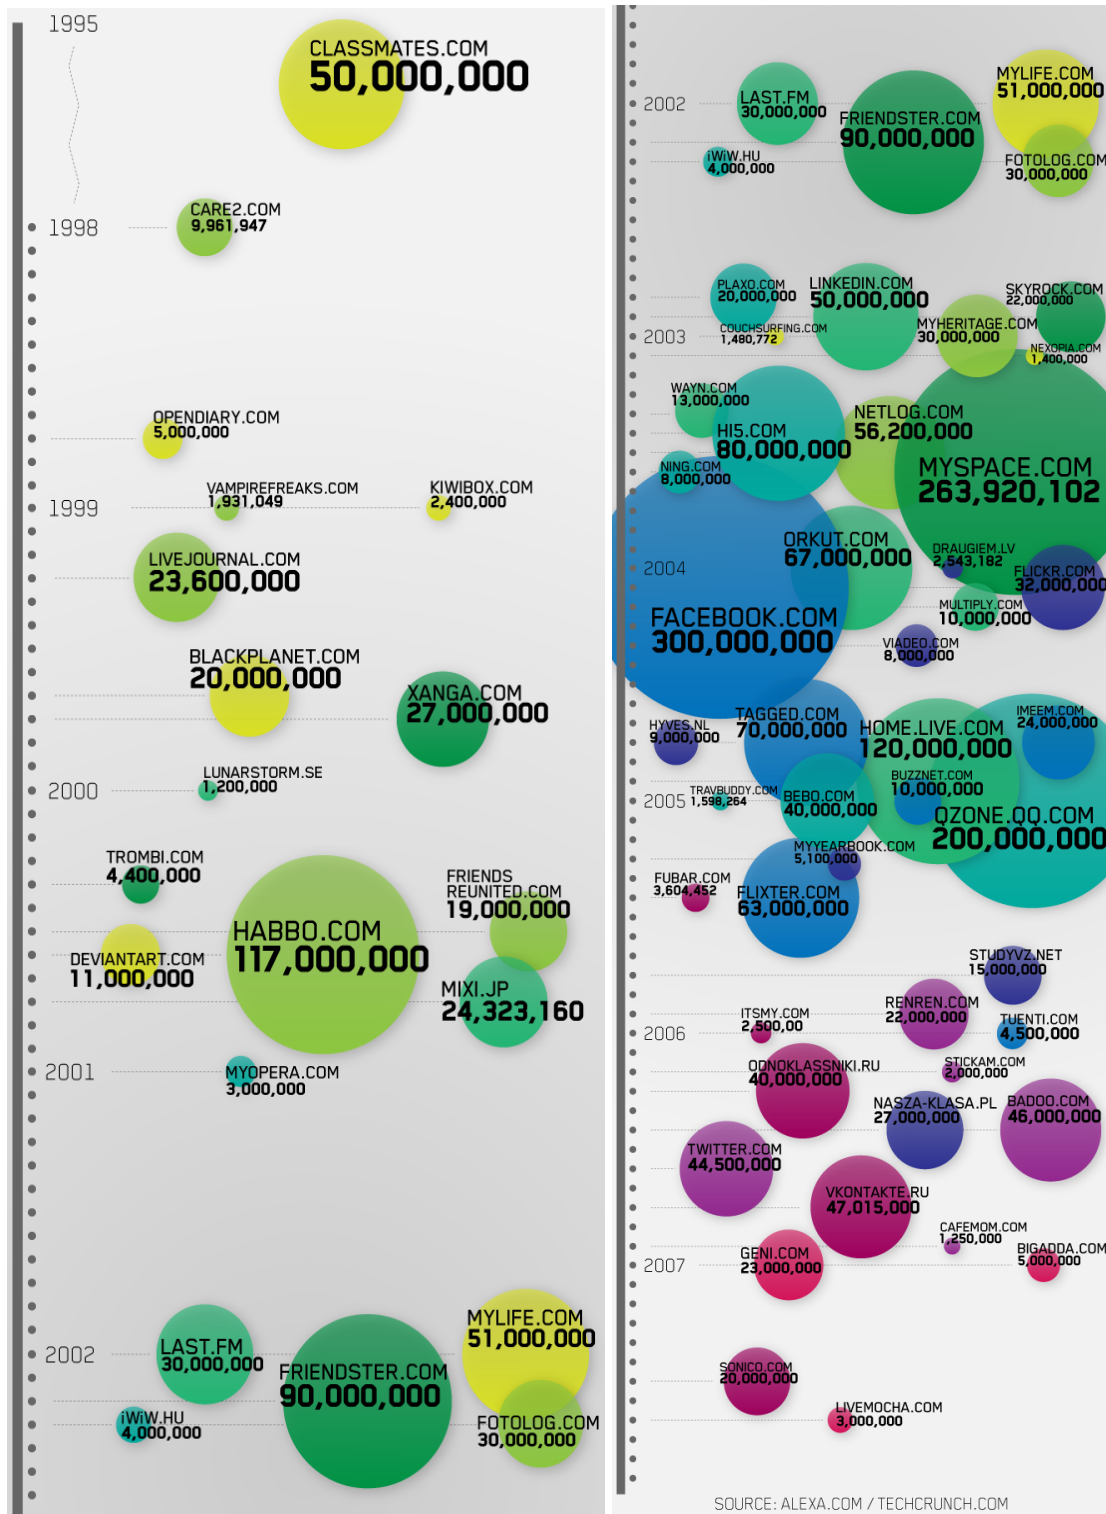 1995
CLASSMATES.COM
50,000,000
1998
CARE2.COM
9,961,947
OPENDIARY.COM
5,000,000
VAMPIREFREAKS.COM
1,931,049
KIWIBOX.COM
2,400,000
1999
LIVEJOURNAL.COM
23,600,000
BLACKPLANET.COM
20,000,000
XANGA.COM
27,000,000
LUNARSTORM.SE
1,200,000
2000
TROMBI.COM
4,400,000
FRIENDS
REUNITED.COM
19,000,000
HABBO.COM
117,000,000
DEVIANTART.COM
11,000,000
MIXI.JP
24,323,160
2001
MYOPERA.COM
3,000,000
MYLIFE.COM
51,000,000
2002
LAST.FM
30,000,000
FRIENDSTER.COM
90,000,000
iWiW.HU
4,000,000
FOTOLOG.COM
30,000,000
MYLIFE.COM
51,000,000
2002
LAST.FM
30,000,000
FRIENDSTER.COM
90,000,000
iWiW.HU
4,000,000
FOTOLOG.COM
30,000,000
PLAXO.COM
20,000,000
LINKEDIN.COM
50,000,000
SKYROCK.COM
22,000,000
2003
COUCHSURFING.COM
1,480,772
MYHERITAGE.COM
30,000,000
NEXOPIA.COM
1,400,000
WAYN.COM
13,000,000
HI5.COM
80,000,000
NETLOG.COM
56,200,000
NING.COM
8,000,000
MYSPACE.COM
263,920,102
ORKUT.COM
67,000,000
DRAUGIEM.LV
2,543,182
2004
FLICKR.COM
32,000,000
FACEBOOK.COM
300,000,000
MULTIPLY.COM
10,000,000
VIADEO.COM
8,000,000
HYVES.NL
9,000,000
TAGGED.COM
70,000,000
HOME.LIVE.COM
120,000,000
IMEEM.COM
24,000,000
BUZZNET.COM
10,000,000
2005
TRAVBUDDY.COM
1,598,264
BEBO.COM
40,000,000
QZONE.QQ.COM
200,000,000
MYYEARBOOK.COM
5,100,000
FUBAR.COM
3,604,452
FLIXTER.COM
63,000,000
STUDYVZ.NET
15,000,000
RENREN.COM
22,000,000
ITSMY.COM
2,500,00
TUENTI.COM
4,500,000
2006
ODNOKLASSNIKI.RU
40,000,000
STICKAM.COM
2,000,000
NASZA-KLASA.PL
27,000,000
BADOO.COM
46,000,000
TWITTER.COM
44,500,000
VKONTAKTE.RU
47,015,000
CAFEMOM.COM
1,250,000
2007
GENI.COM
23,000,000
BIGADDA.COM
5,000,000
SONICO.COM
20,000,000
LIVEMOCHA.COM
3,000,000
SOURCE: ALEXA.COM / TECHCRUNCH.COM